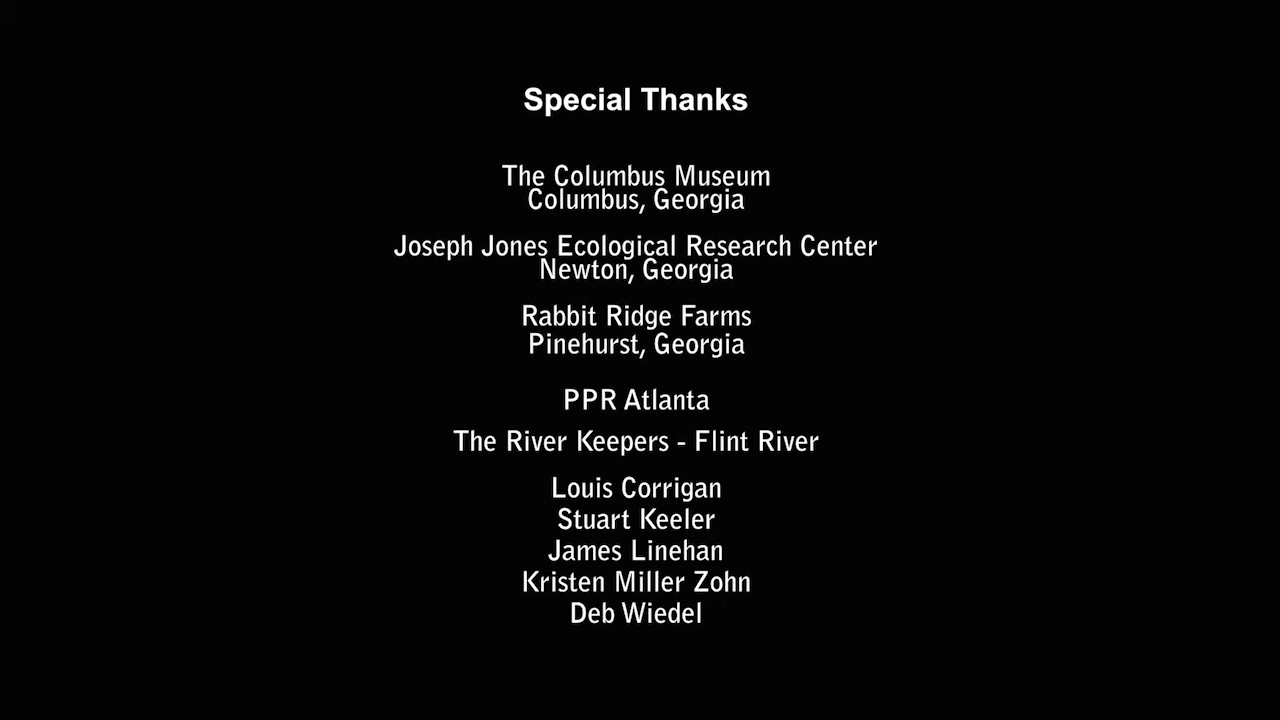 Special Thanks
The Columbus Museum
Columbus, Georgia
Joseph Jones Ecological Research Center
Newton, Georgia
Rabbit Ridge Farms
Pinehurst, Georgia
PPR Atlanta
The River Keepers - Flint River
Louis Corrigan
Stuart Keeler
James Linehan
Kristen Miller Zohn
Deb Wiedel